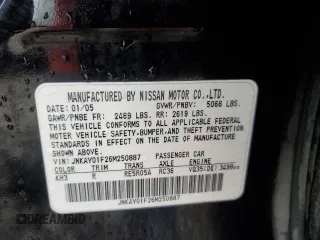 MANUFACTURED BY NISSAN MOTOR CO.,LTD.
DATE: 01/05 GVWR/PNBV: 5066 LBS.
GAWR/PNBE FR: 2469 LBS. RR: 2619 LBS.
THIS VEHICLE CONFORMS TO ALL APPLICABLE
FEDERAL MOTOR VEHICLE SAFETY,BUMPER,AND THEFT PREVENTION
STANDARDS IN EFFECT ON THE DATE OF MANUFACTURE
SHOWN ABOVE.
VIN: JNKAY01F26M250887 PASSENGER CAR
COLOR TRIM TRANS AXLE ENGINE
KH3 R RE5R05A RC36 VQ35(DE) 3498cc
JNKAY01F26M250887